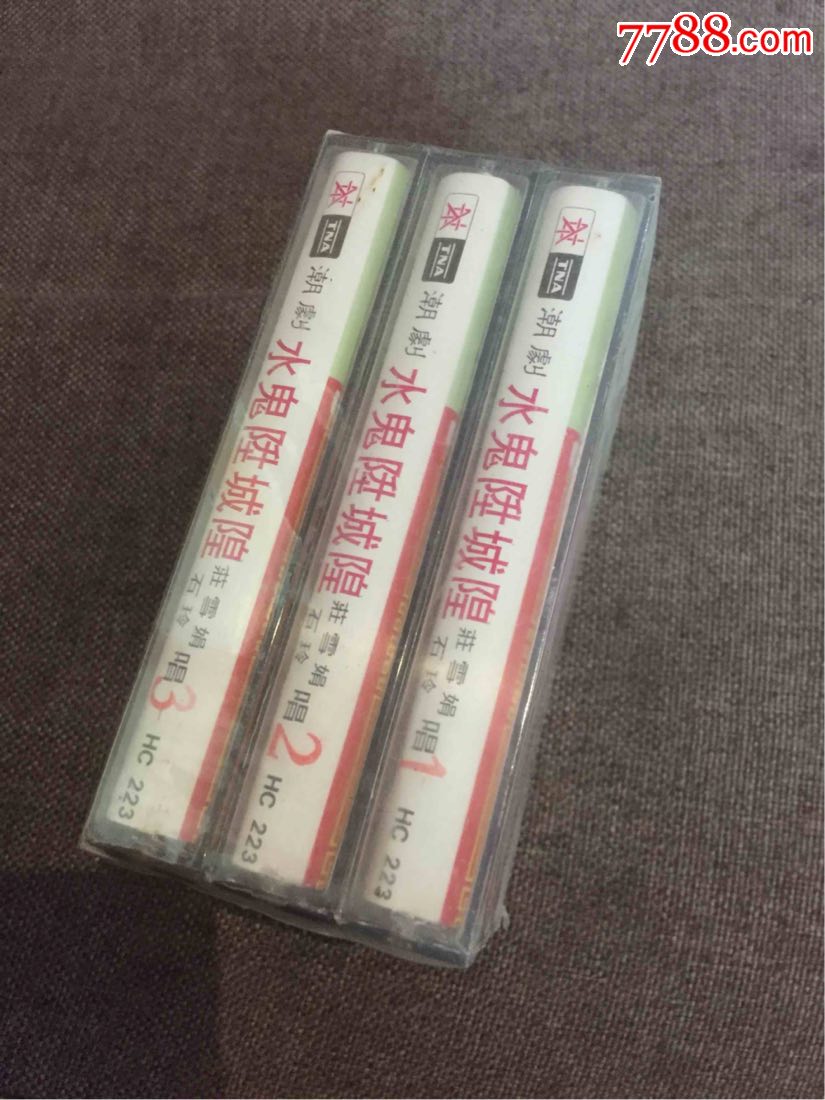 7788.com
TNA
潮劇
水鬼陞城隍
莊雪娟
石玲
唱
3
HC 223
TNA
潮劇
水鬼陞城隍
莊雪娟
石玲
唱
2
HC 223
TNA
潮劇
水鬼陞城隍
莊雪娟
石玲
唱
1
HC 223